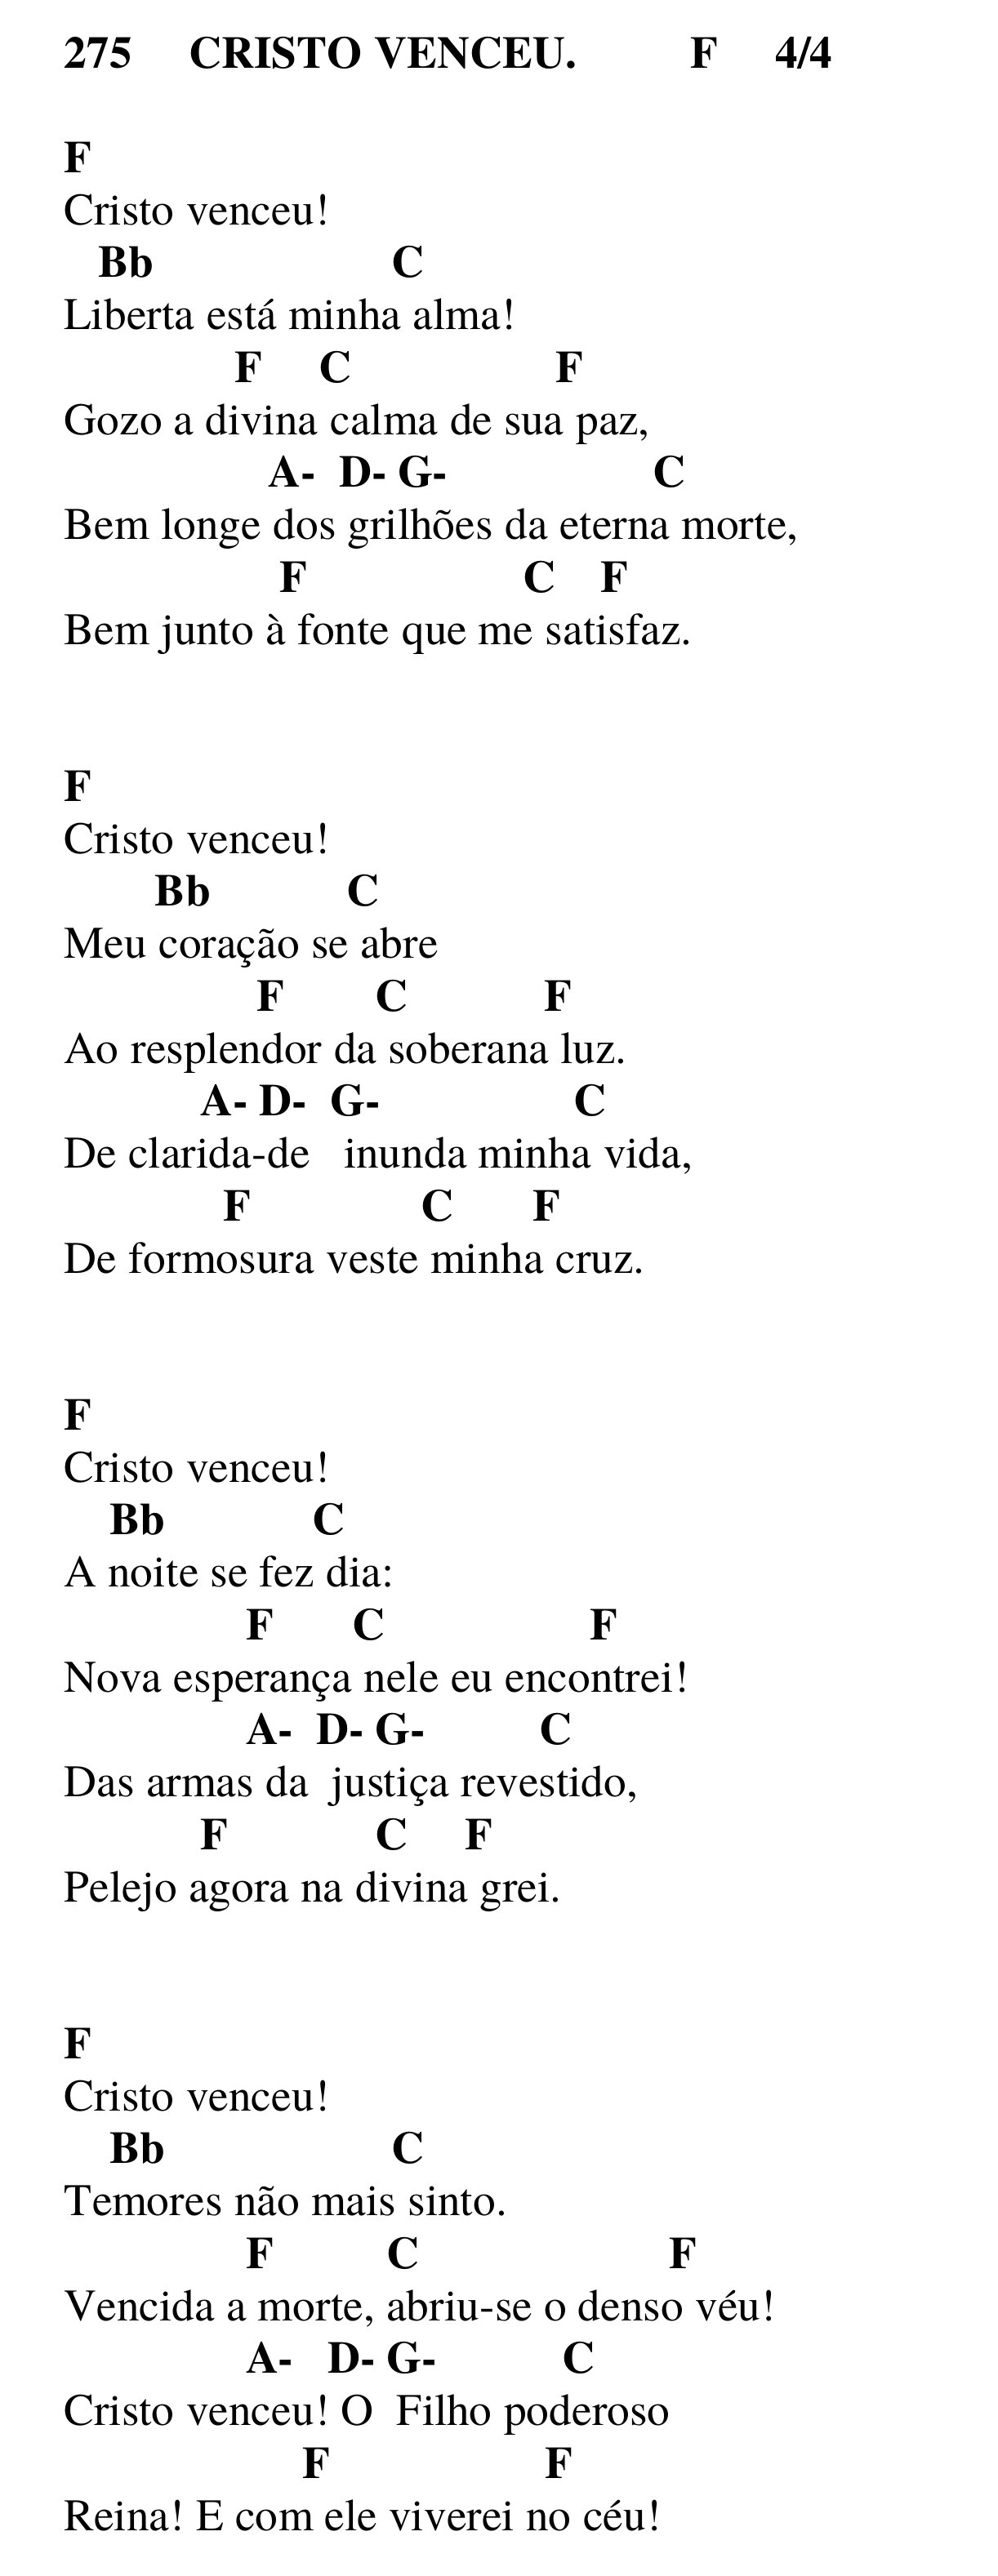 275     CRISTO VENCEU.          F     4/4
F
Cristo venceu!
   Bb                     C
Liberta está minha alma!
               F     C                  F
Gozo a divina calma de sua paz,
                  A-  D- G-                  C
Bem longe dos grilhões da eterna morte,
                   F                   C    F
Bem junto à fonte que me satisfaz.
F
Cristo venceu!
        Bb            C
Meu coração se abre
                 F        C            F
Ao resplendor da soberana luz.
            A- D-  G-                 C
De clarida-de   inunda minha vida,
              F               C       F
De formosura veste minha cruz.
F
Cristo venceu!
    Bb             C
A noite se fez dia:
                F       C                  F
Nova esperança nele eu encontrei!
                A-  D- G-          C
Das armas da  justiça revestido,
            F             C     F
Pelejo agora na divina grei.
F
Cristo venceu!
    Bb                    C
Temores não mais sinto.
                F          C                      F
Vencida a morte, abriu-se o denso véu!
                A-   D- G-           C
Cristo venceu! O  Filho poderoso
                     F                   F
Reina! E com ele viverei no céu!